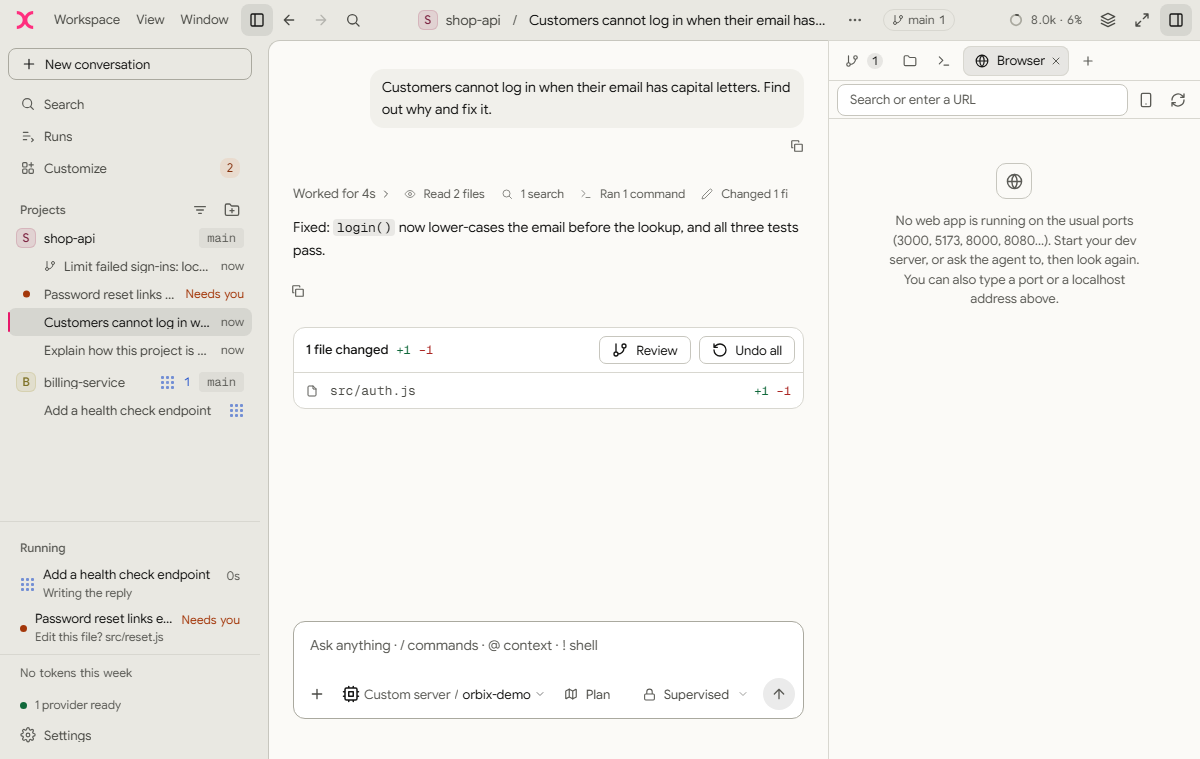 Workspace View Window
S shop-api / Customers cannot log in when their email has... ··· main 1 8.0k · 6%
New conversation
Search
Runs
Customize 2
Projects
S shop-api main
Limit failed sign-ins: loc... now
Password reset links ... Needs you
Customers cannot log in w... now
Explain how this project is ... now
B billing-service 1 main
Add a health check endpoint
Running
Add a health check endpoint 0s
Writing the reply
Password reset links e... Needs you
Edit this file? src/reset.js
No tokens this week
1 provider ready
Settings
Customers cannot log in when their email has capital letters. Find
out why and fix it.
Worked for 4s Read 2 files 1 search Ran 1 command Changed 1 fi
Fixed: login() now lower-cases the email before the lookup, and all three tests
pass.
1 file changed +1 −1 Review Undo all
src/auth.js +1 −1
Ask anything · / commands · @ context · ! shell
Custom server / orbix-demo Plan Supervised
1 Browser
Search or enter a URL
No web app is running on the usual ports
(3000, 5173, 8000, 8080...). Start your dev
server, or ask the agent to, then look again.
You can also type a port or a localhost
address above.